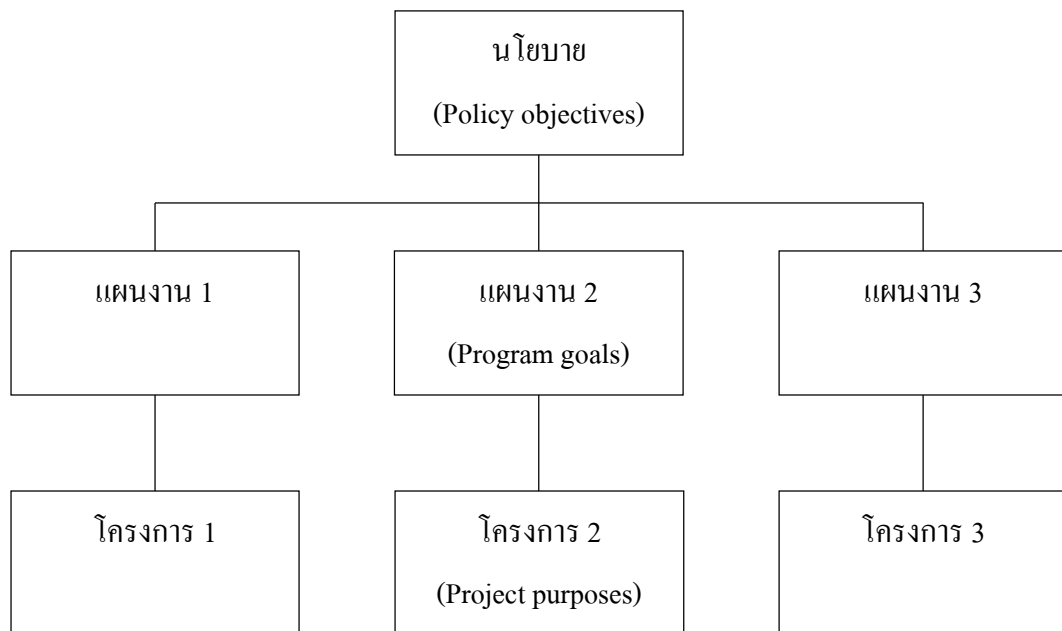 นโยบาย
(Policy objectives)
แผนงาน 1
แผนงาน 2
(Program goals)
แผนงาน 3
โครงการ 1
โครงการ 2
(Project purposes)
โครงการ 3